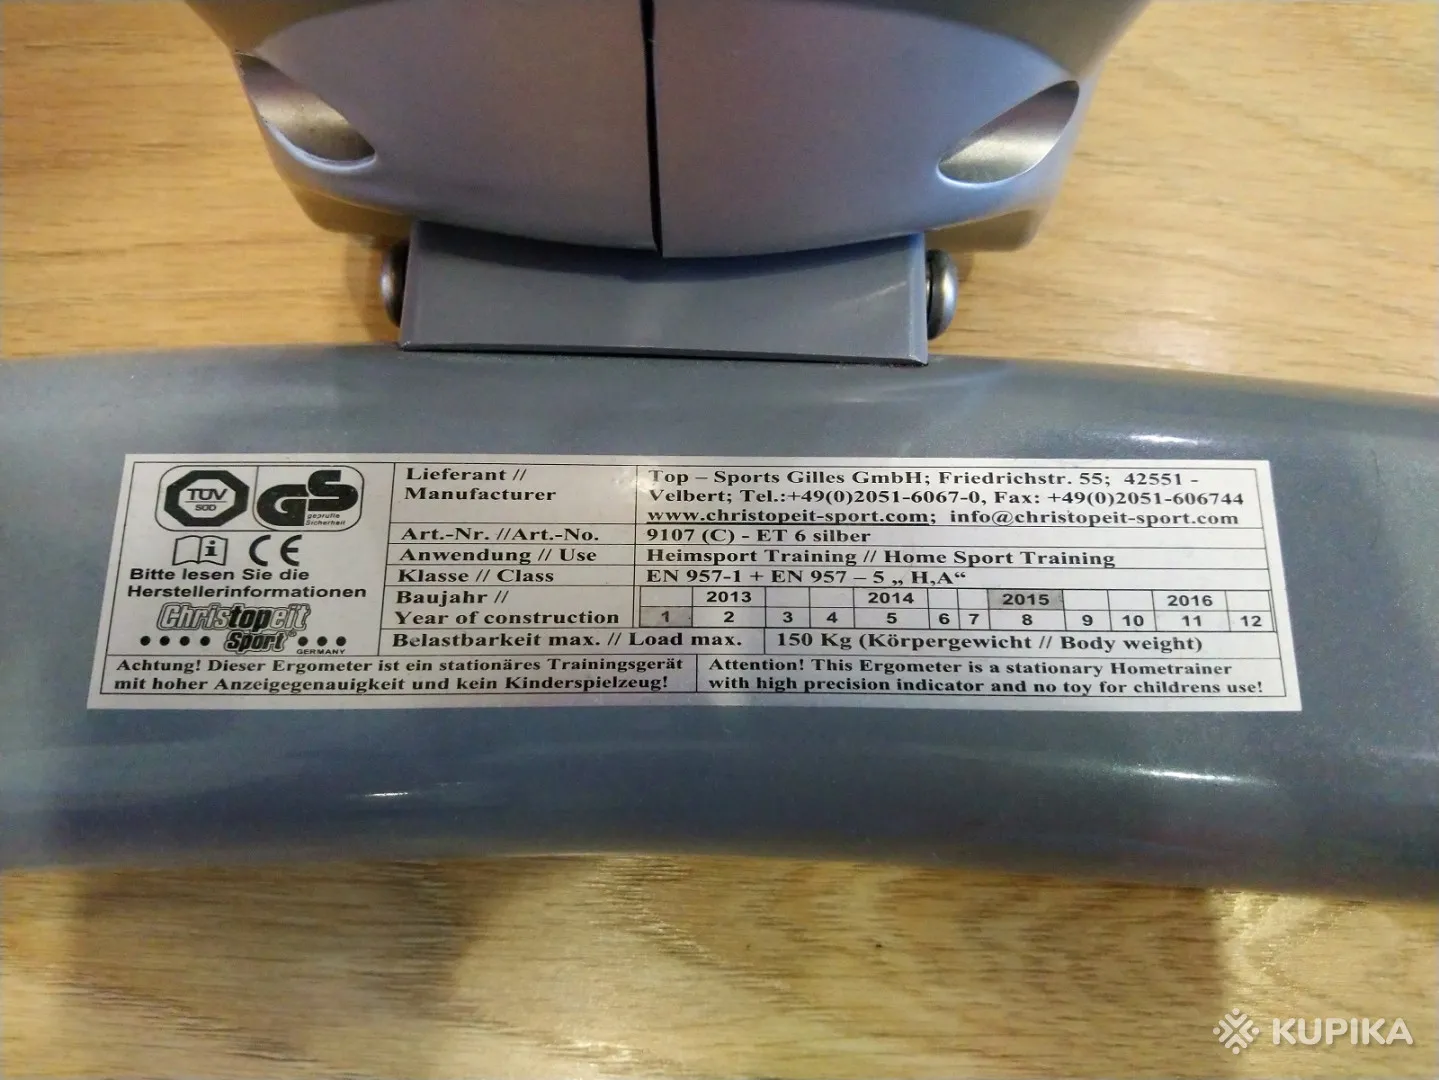 TÜV
SÜD
GS
geprüfte
Sicherheit
i CE
Bitte lesen Sie die
Herstellerinformationen
Christopeit
Sport®
GERMANY
Lieferant //
Manufacturer
Top – Sports Gilles GmbH; Friedrichstr. 55; 42551 -
Velbert; Tel.:+49(0)2051-6067-0, Fax: +49(0)2051-606744
www.christopeit-sport.com; info@christopeit-sport.com
Art.-Nr. //Art.-No. 9107 (C) - ET 6 silber
Anwendung // Use Heimsport Training // Home Sport Training
Klasse // Class EN 957-1 + EN 957 – 5 „ H,A“
Baujahr // 2013 2014 2015 2016
Year of construction 1 2 3 4 5 6 7 8 9 10 11 12
Belastbarkeit max. // Load max. 150 Kg (Körpergewicht // Body weight)
Achtung! Dieser Ergometer ist ein stationäres Trainingsgerät
mit hoher Anzeigegenauigkeit und kein Kinderspielzeug!
Attention! This Ergometer is a stationary Hometrainer
with high precision indicator and no toy for childrens use!
KUPIKA